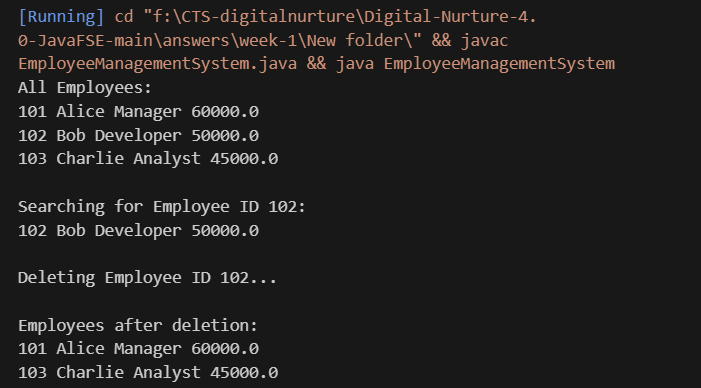 [Running] cd "f:\CTS-digitalnurture\Digital-Nurture-4.
0-JavaFSE-main\answers\week-1\New folder\" && javac
EmployeeManagementSystem.java && java EmployeeManagementSystem
All Employees:
101 Alice Manager 60000.0
102 Bob Developer 50000.0
103 Charlie Analyst 45000.0
Searching for Employee ID 102:
102 Bob Developer 50000.0
Deleting Employee ID 102...
Employees after deletion:
101 Alice Manager 60000.0
103 Charlie Analyst 45000.0